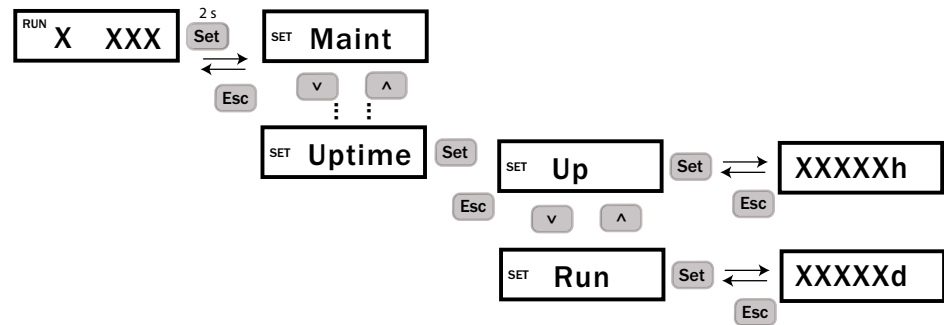 2 s
RUN X XXX Set SET Maint
Esc ˅ ˄
SET Uptime Set SET Up Set XXXXXh
Esc ˅ ˄ Esc
SET Run Set XXXXXd
Esc